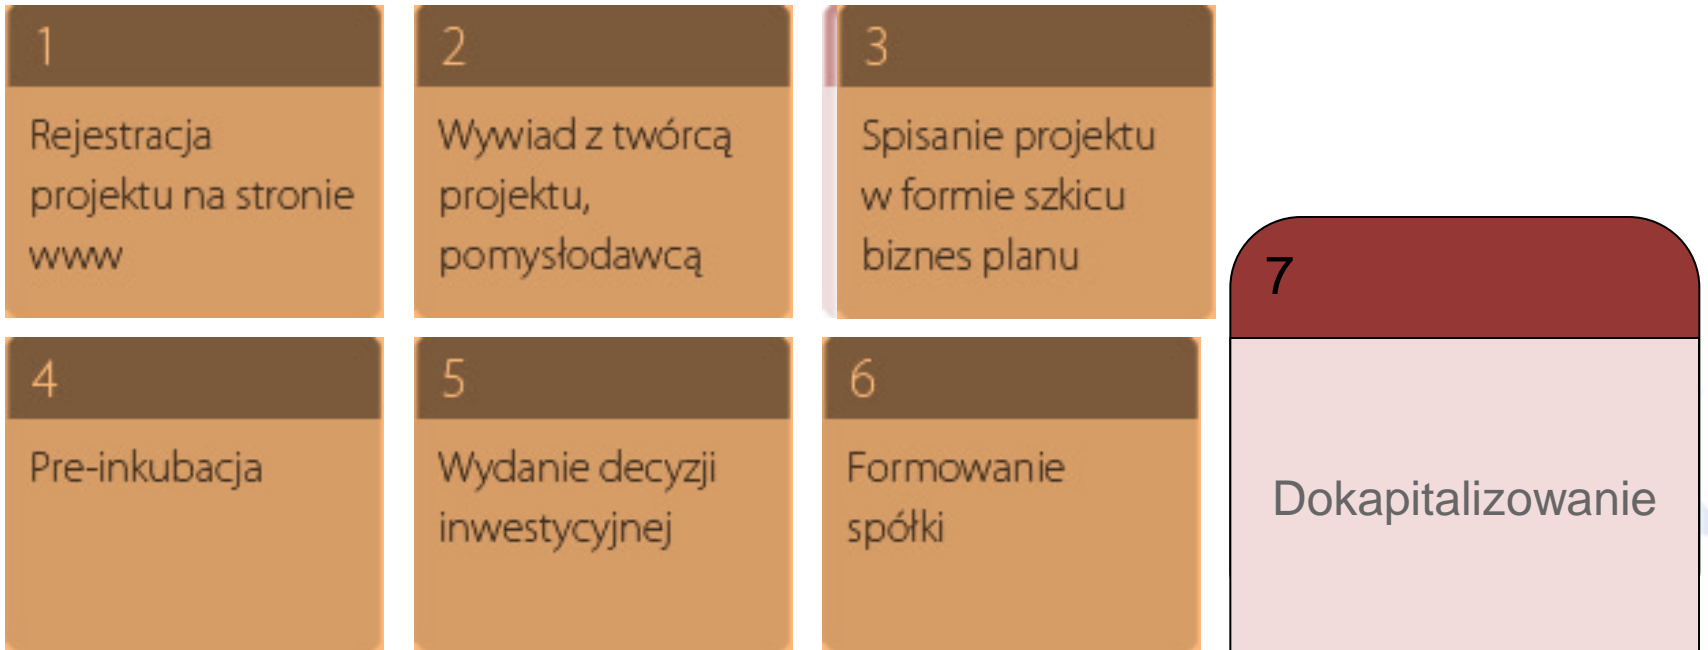 1
Rejestracja
projektu na stronie
www
2
Wywiad z twórcą
projektu,
pomysłodawcą
3
Spisanie projektu
w formie szkicu
biznes planu
4
Pre-inkubacja
5
Wydanie decyzji
inwestycyjnej
6
Formowanie
spółki
7
Dokapitalizowanie